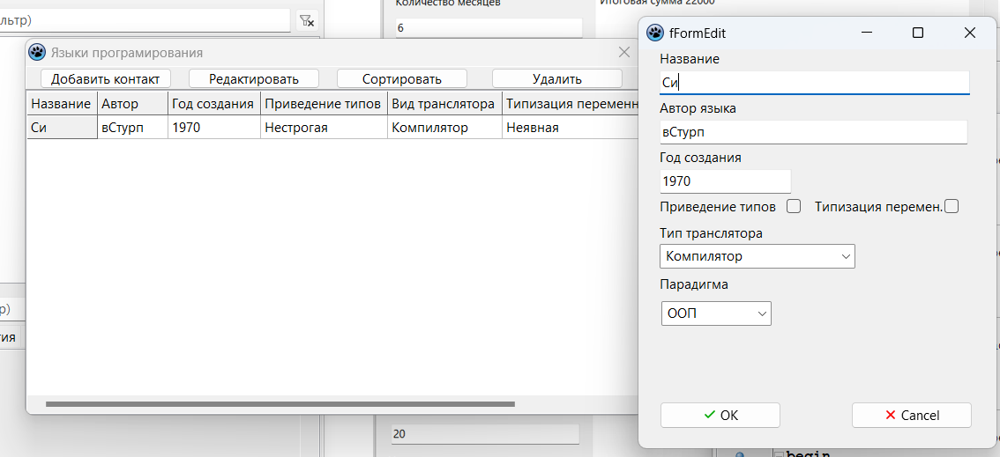 льтр)
Количество месяцев
Итоговая сумма 22000
6
Языки програмирования
Добавить контакт
Редактировать
Сортировать
Удалить
Название Автор Год создания Приведение типов Вид транслятора Типизация переменн
Си вСтурп 1970 Нестрогая Компилятор Неявная
р)
тия
20
fFormEdit
Название
Си
Автор языка
вСтурп
Год создания
1970
Приведение типов
Типизация перемен.
Тип транслятора
Компилятор
Парадигма
ООП
OK
Cancel
begin